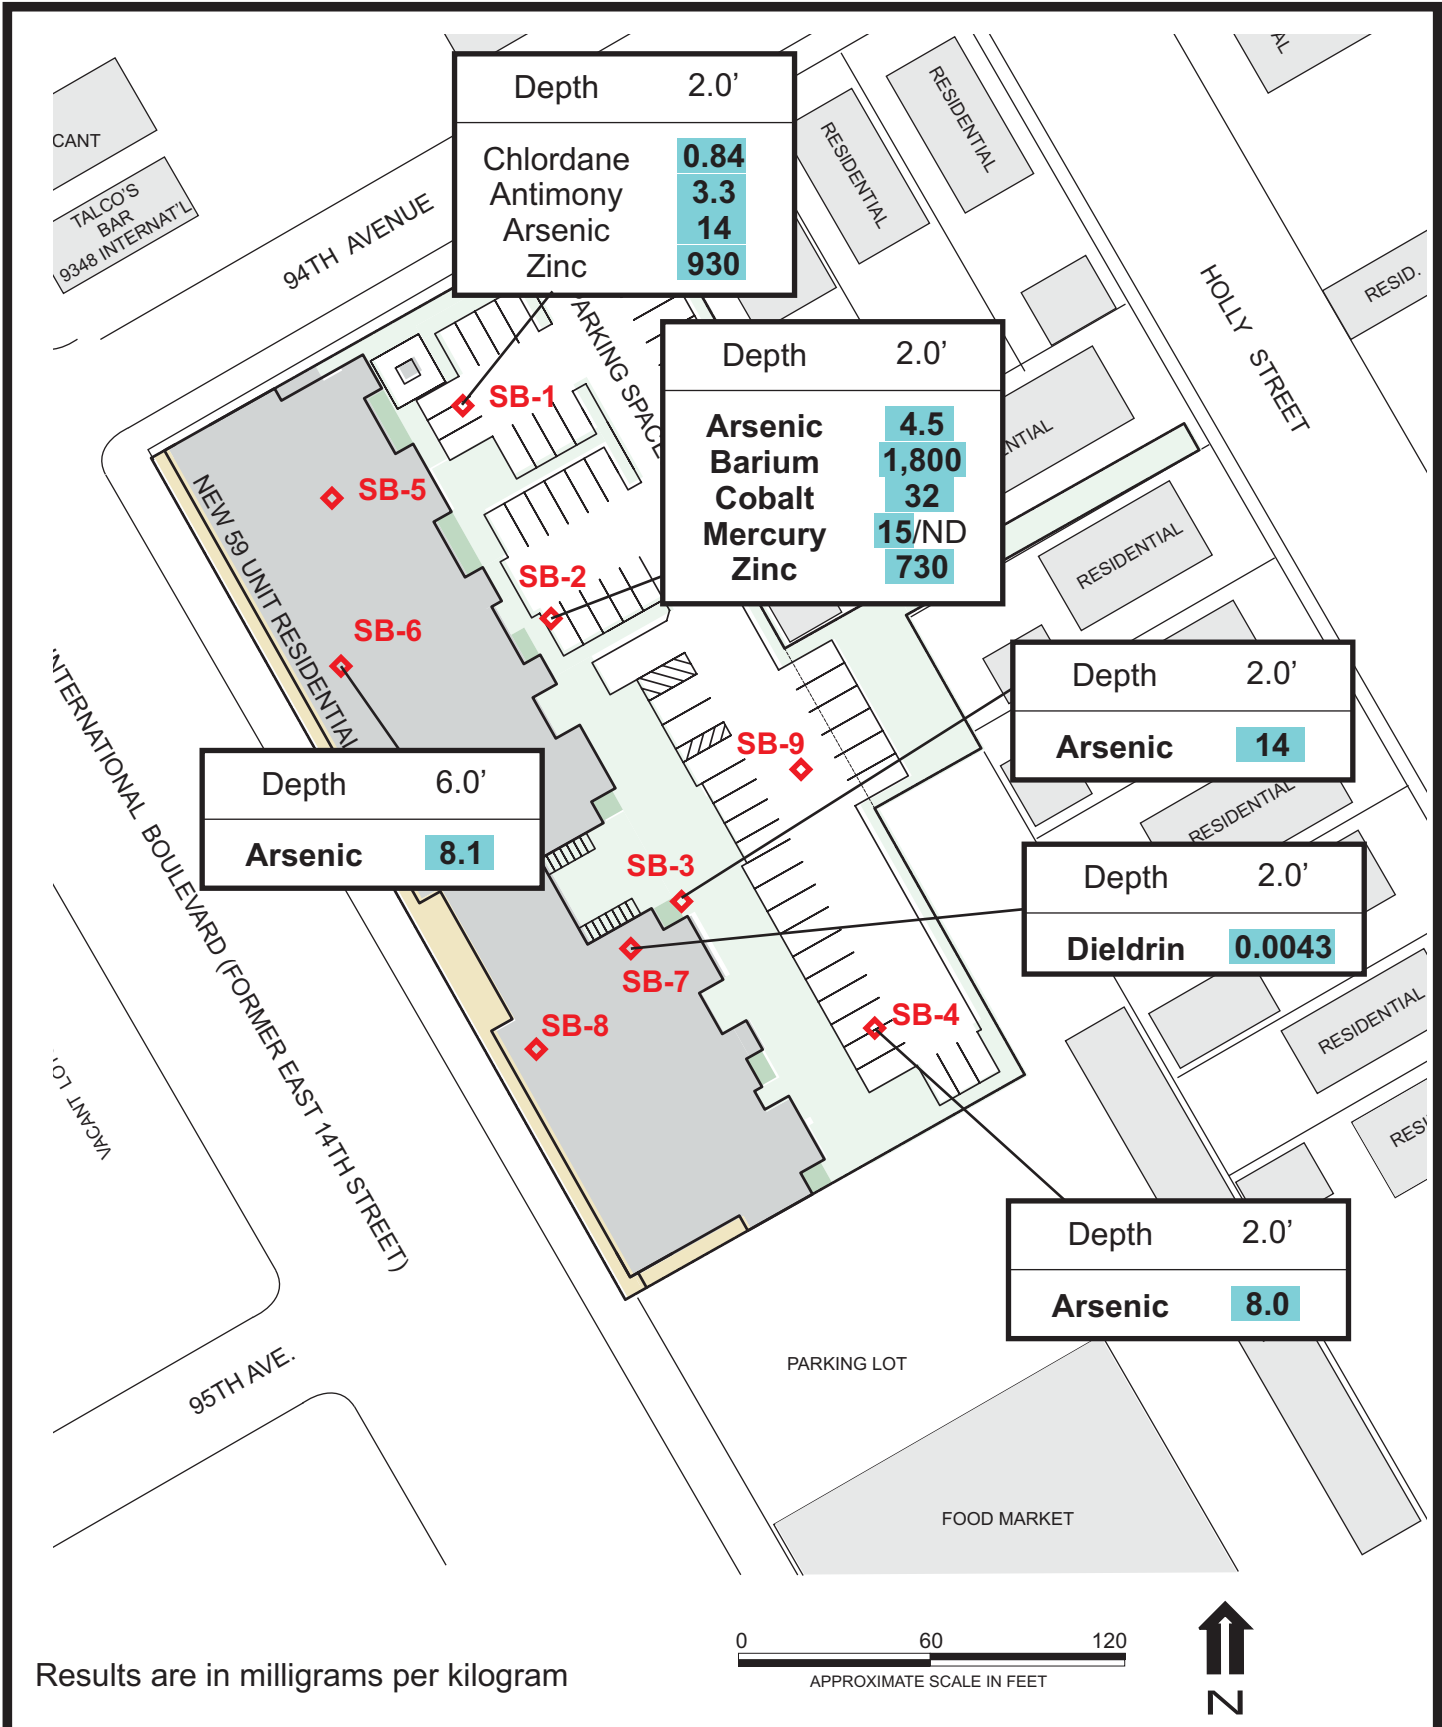 Depth 2.0’
Chlordane 0.84
Antimony 3.3
Arsenic 14
Zinc 930
AL
RESIDENTIAL
RESIDENTIAL
CANT
TALCO'S
BAR
9348 INTERNAT'L
94TH AVENUE
HOLLY STREET
RESID.
ARKING SPACE
Depth 2.0’
Arsenic 4.5
Barium 1,800
Cobalt 32
Mercury 15/ND
Zinc 730
ENTIAL
SB-1
SB-5
NEW 59 UNIT RESIDENTIAL
SB-2
RESIDENTIAL
SB-6
Depth 2.0’
Arsenic 14
SB-9
Depth 6.0’
Arsenic 8.1
RESIDENTIAL
SB-3
Depth 2.0’
Dieldrin 0.0043
SB-7
SB-4
SB-8
RESIDENTIAL
NTERNATIONAL BOULEVARD (FORMER EAST 14TH STREET)
VACANT LO
RESI
Depth 2.0’
Arsenic 8.0
95TH AVE.
PARKING LOT
FOOD MARKET
0 60 120
APPROXIMATE SCALE IN FEET
Results are in milligrams per kilogram
N